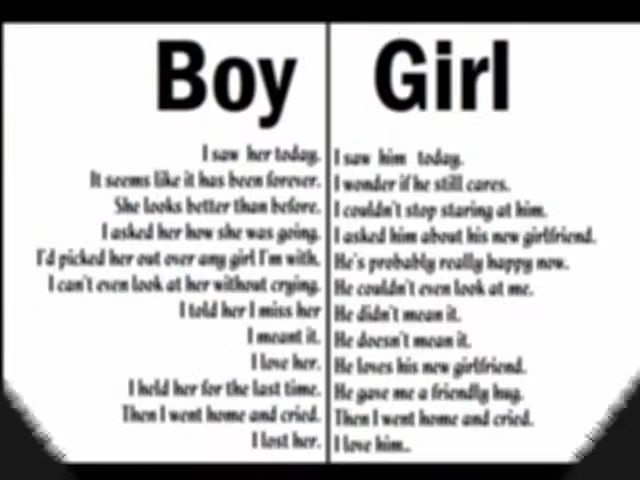 Boy
I saw her today.
It seems like it has been forever.
She looks better than before.
I asked her how she was going.
I'd picked her out over any girl I'm with.
I can't even look at her without crying.
I told her I miss her
I meant it.
I love her.
I held her for the last time.
Then I went home and cried.
I lost her.
Girl
I saw him today.
I wonder if he still cares.
I couldn't stop staring at him.
I asked him about his new girlfriend.
He's probably really happy now.
He couldn't even look at me.
He didn't mean it.
He doesn't mean it.
He loves his new girlfriend.
He gave me a friendly hug.
Then I went home and cried.
I love him..